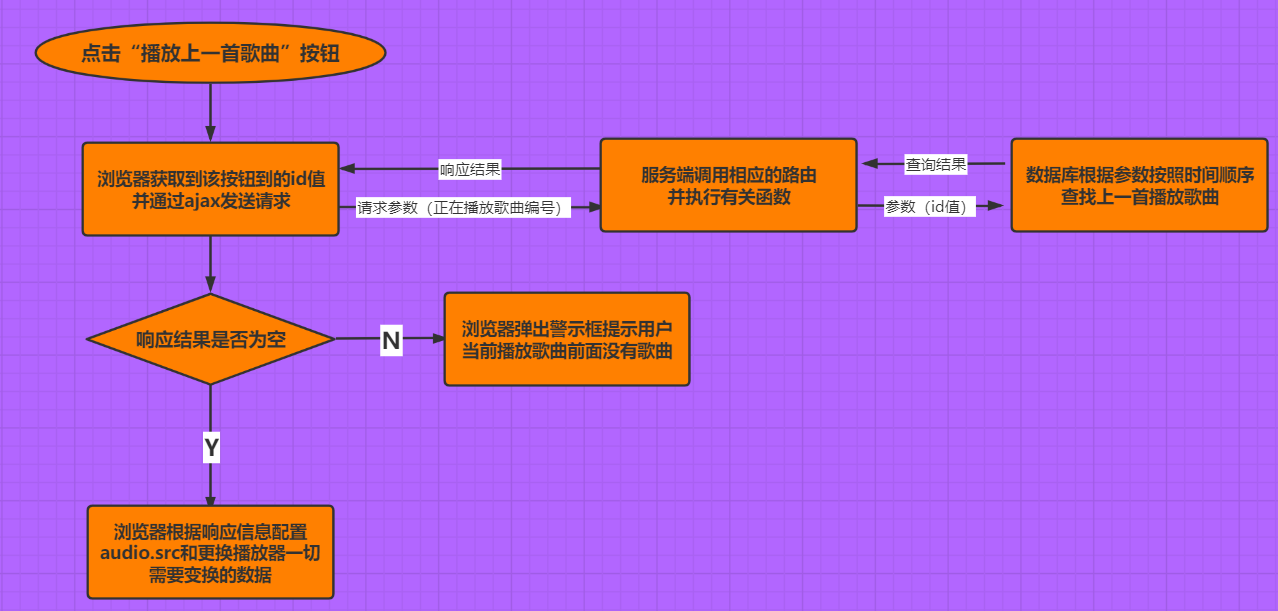 点击“播放上一首歌曲”按钮
浏览器获取到该按钮到的id值
并通过ajax发送请求
响应结果
请求参数（正在播放歌曲编号）
服务端调用相应的路由
并执行有关函数
查询结果
参数（id值）
数据库根据参数按照时间顺序
查找上一首播放歌曲
响应结果是否为空
N
浏览器弹出警示框提示用户
当前播放歌曲前面没有歌曲
Y
浏览器根据响应信息配置
audio.src和更换播放器一切
需要变换的数据